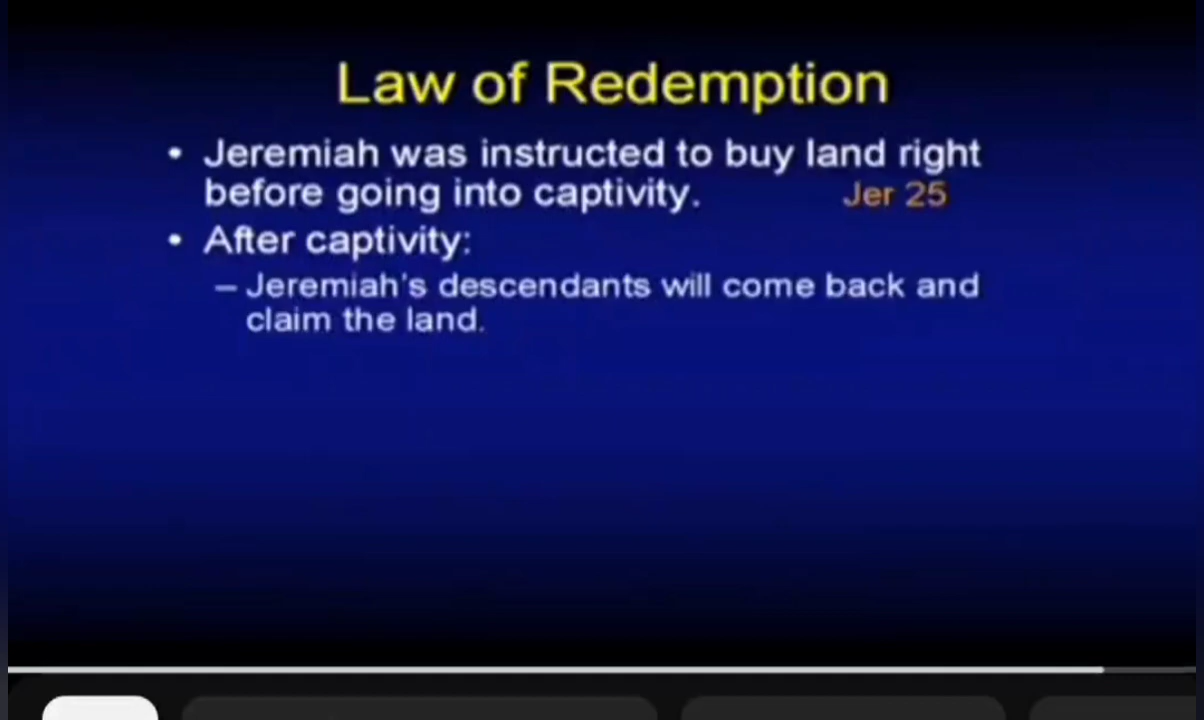 Law of Redemption
• Jeremiah was instructed to buy land right
before going into captivity. Jer 25
• After captivity:
– Jeremiah's descendants will come back and
claim the land.